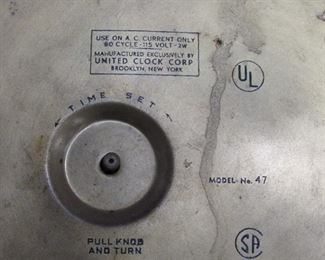 USE ON A.C. CURRENT ONLY
60 CYCLE-115 VOLT-2W
MANUFACTURED EXCLUSIVELY BY
UNITED CLOCK CORP
BROOKLYN, NEW YORK
UL
TIME SET
MODEL-No. 47
PULL KNOB
AND TURN
SA